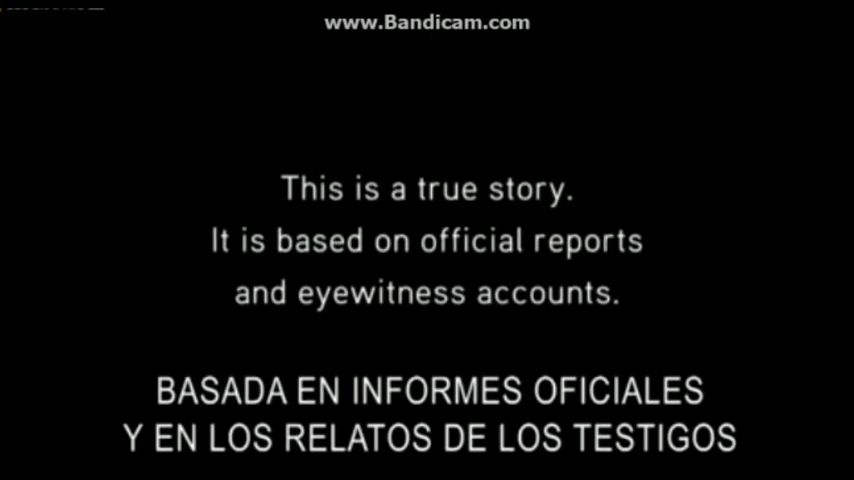 www.Bandicam.com
This is a true story.
It is based on official reports
and eyewitness accounts.
BASADA EN INFORMES OFICIALES
Y EN LOS RELATOS DE LOS TESTIGOS